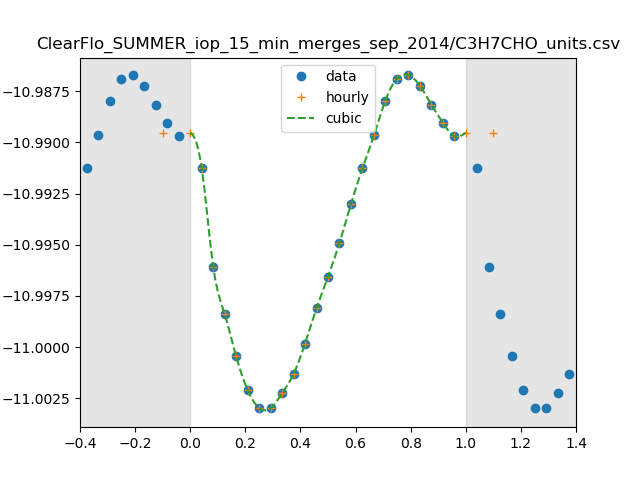 ClearFlo_SUMMER_iop_15_min_merges_sep_2014/C3H7CHO_units.csv
data
hourly
cubic
−10.9875
−10.9900
−10.9925
−10.9950
−10.9975
−11.0000
−11.0025
−0.4 −0.2 0.0 0.2 0.4 0.6 0.8 1.0 1.2 1.4